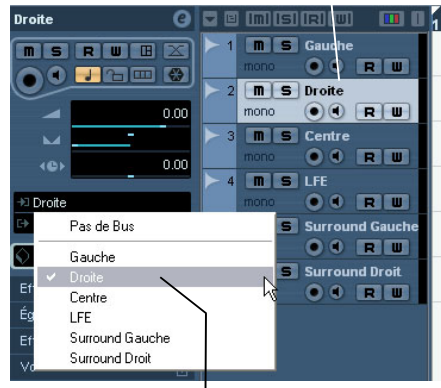 Droite
e
M S R W
0.00
0.00
Droite
Pas de Bus
Gauche
Droite
Centre
LFE
Surround Gauche
Surround Droit
M S R W
1
1 M S Gauche
mono R W
2 M S Droite
mono R W
3 M S Centre
mono R W
4 M S LFE
mono R W
S Surround Gauche
R W
S Surround Droit
R W